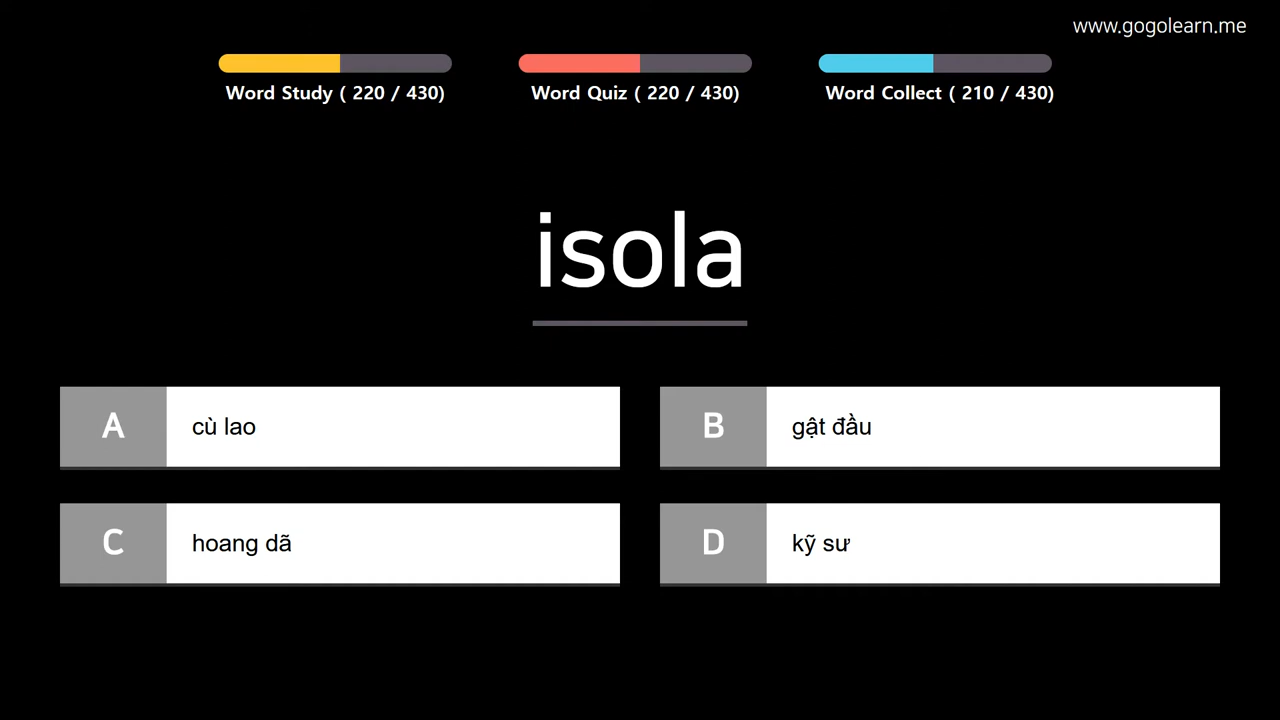 www.gogolearn.me
Word Study ( 220 / 430)
Word Quiz ( 220 / 430)
Word Collect ( 210 / 430)
isola
A
cù lao
B
gật đầu
C
hoang dã
D
kỹ sư